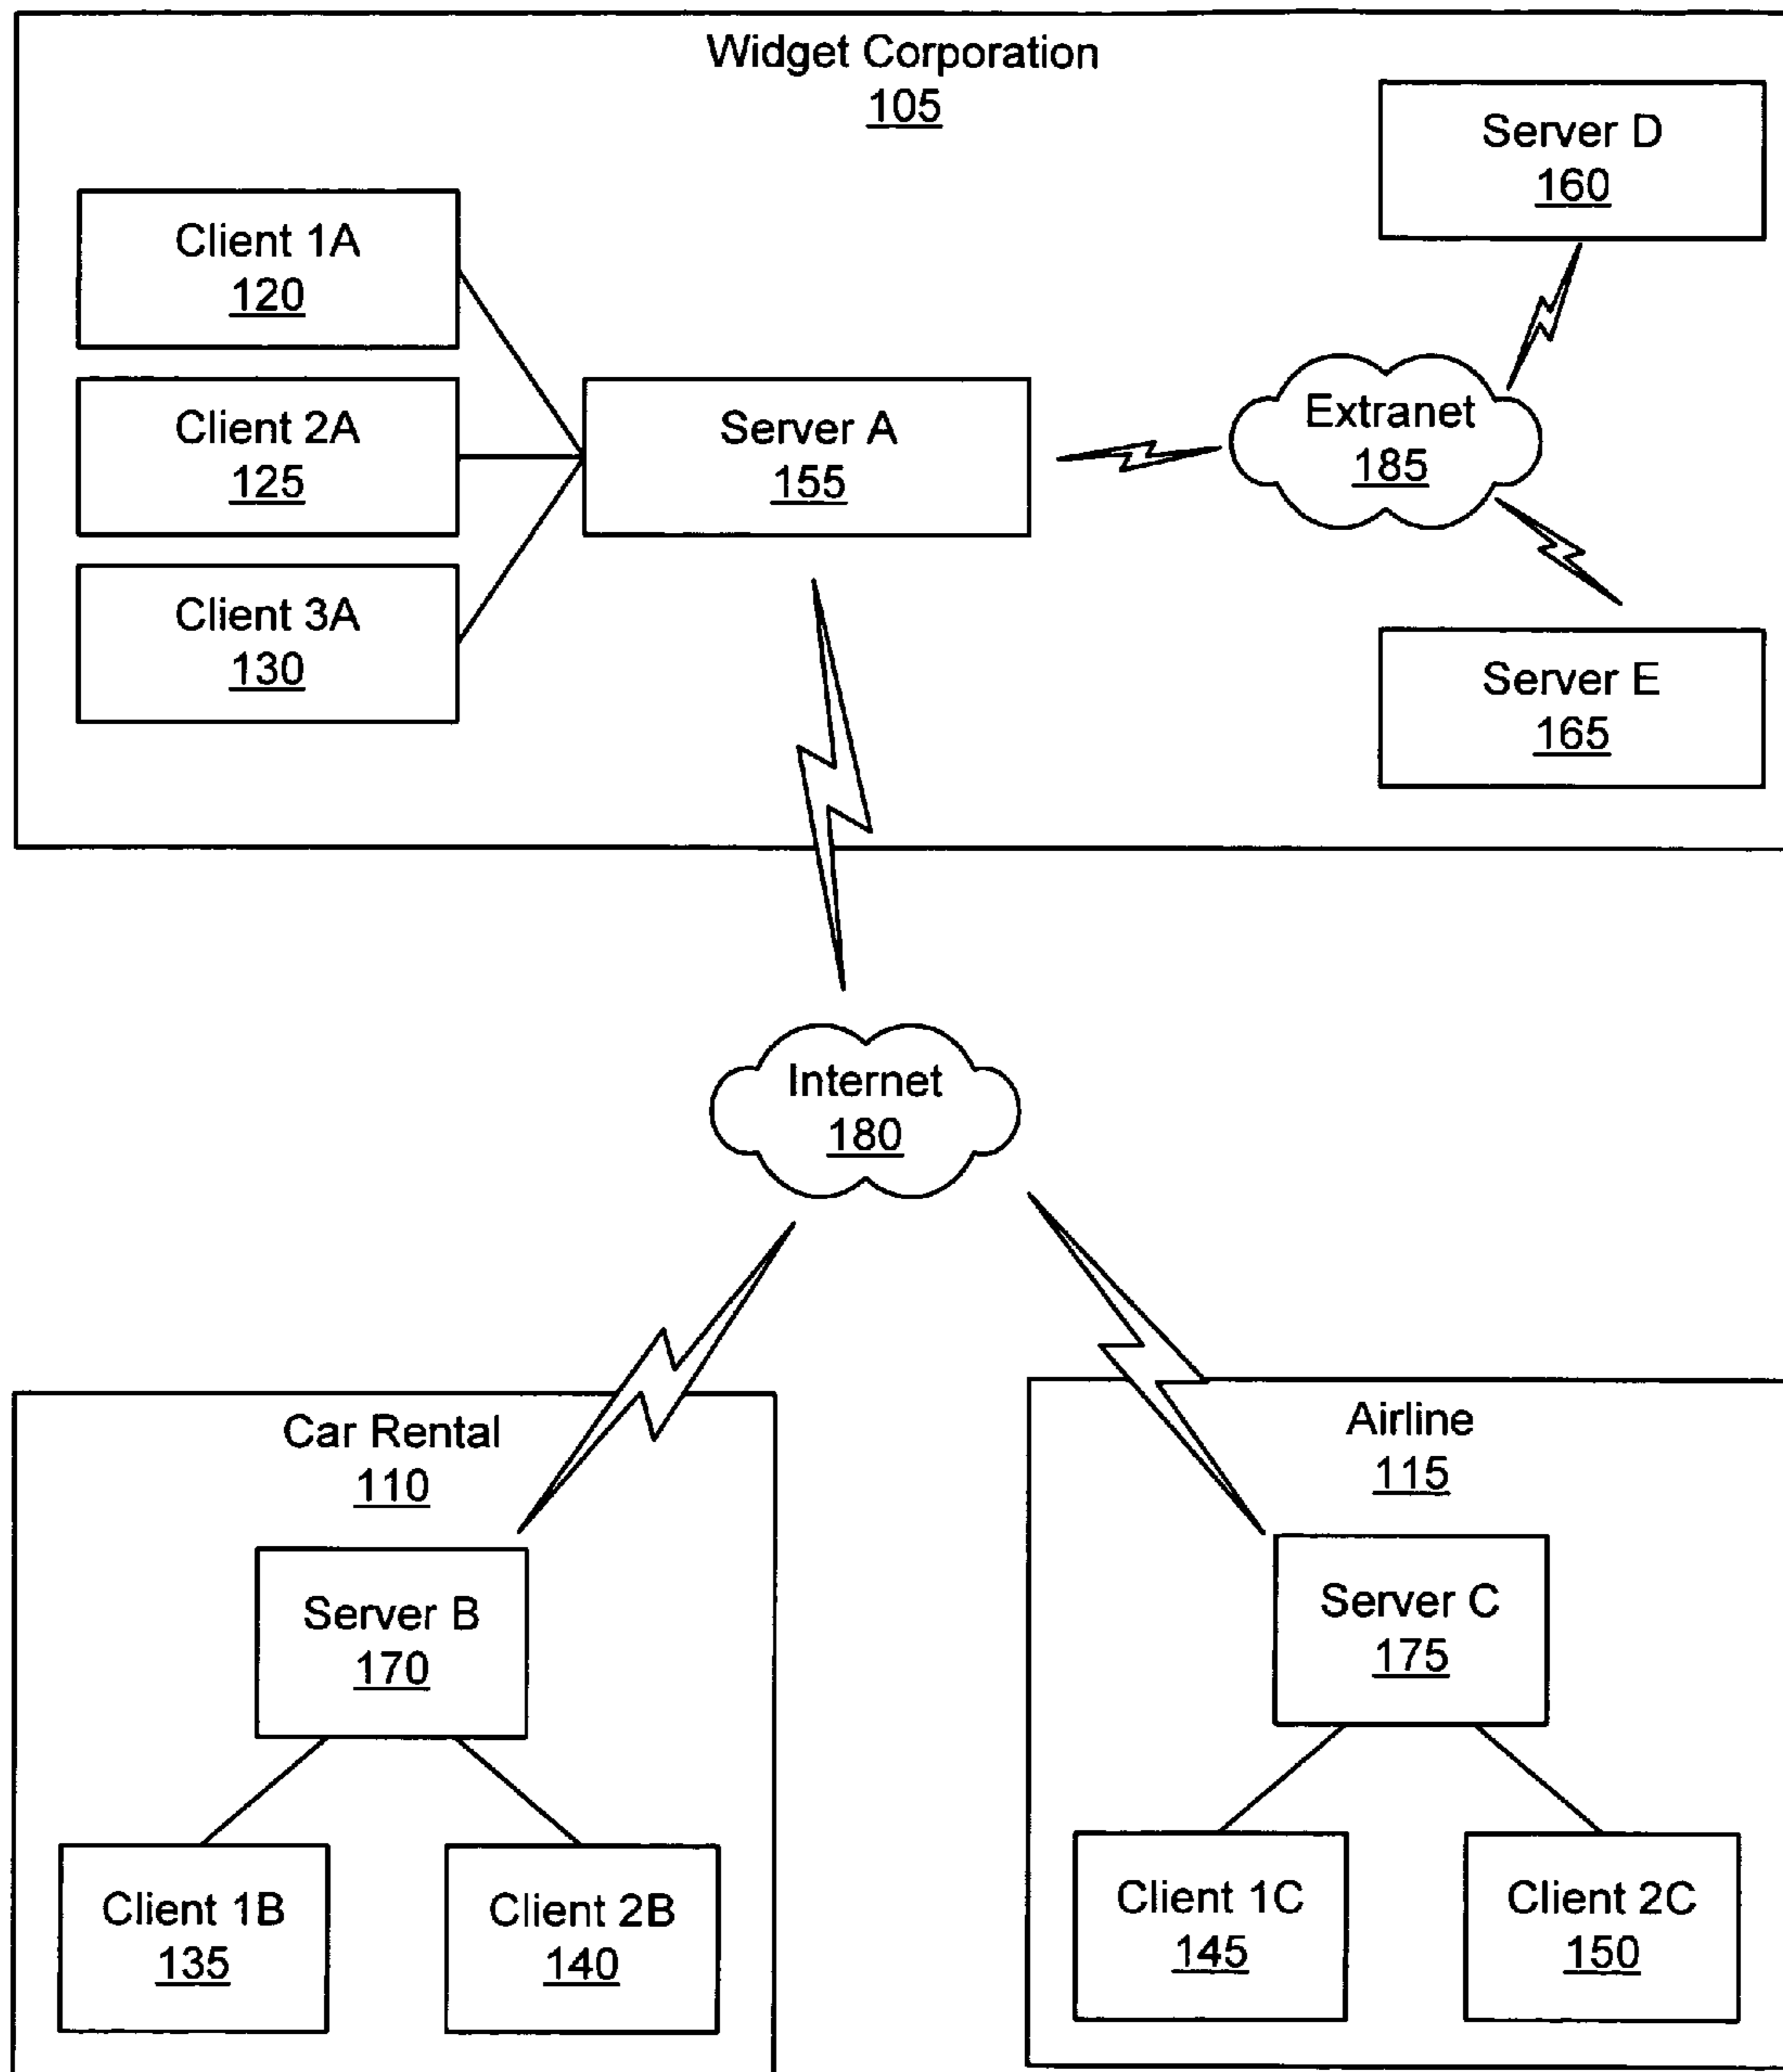 Widget Corporation
105
Server D
160
Client 1A
120
Client 2A
125
Client 3A
130
Server A
155
Extranet
185
Server E
165
Internet
180
Car Rental
110
Server B
170
Client 1B
135
Client 2B
140
Airline
115
Server C
175
Client 1C
145
Client 2C
150